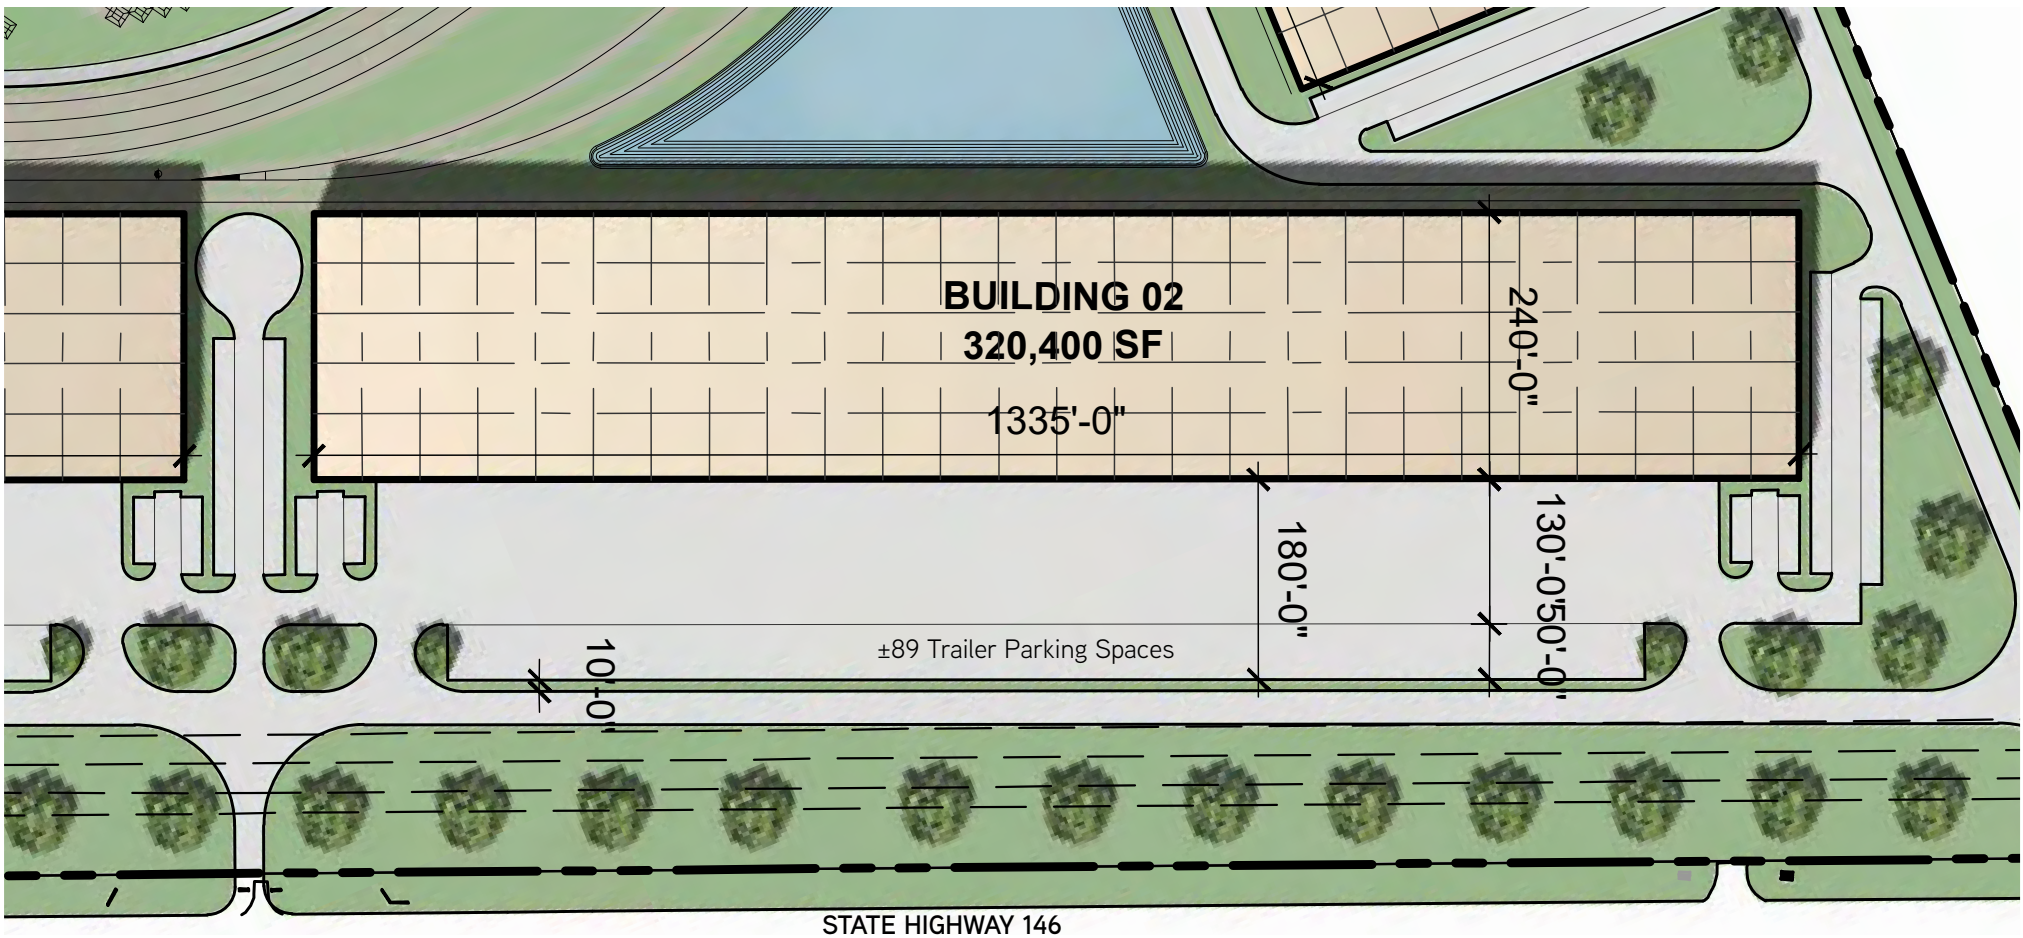 BUILDING 02
320,400 SF
1335'-0"
240'-0"
180'-0"
130'-0"
50'-0"
10'-0"
±89 Trailer Parking Spaces
STATE HIGHWAY 146